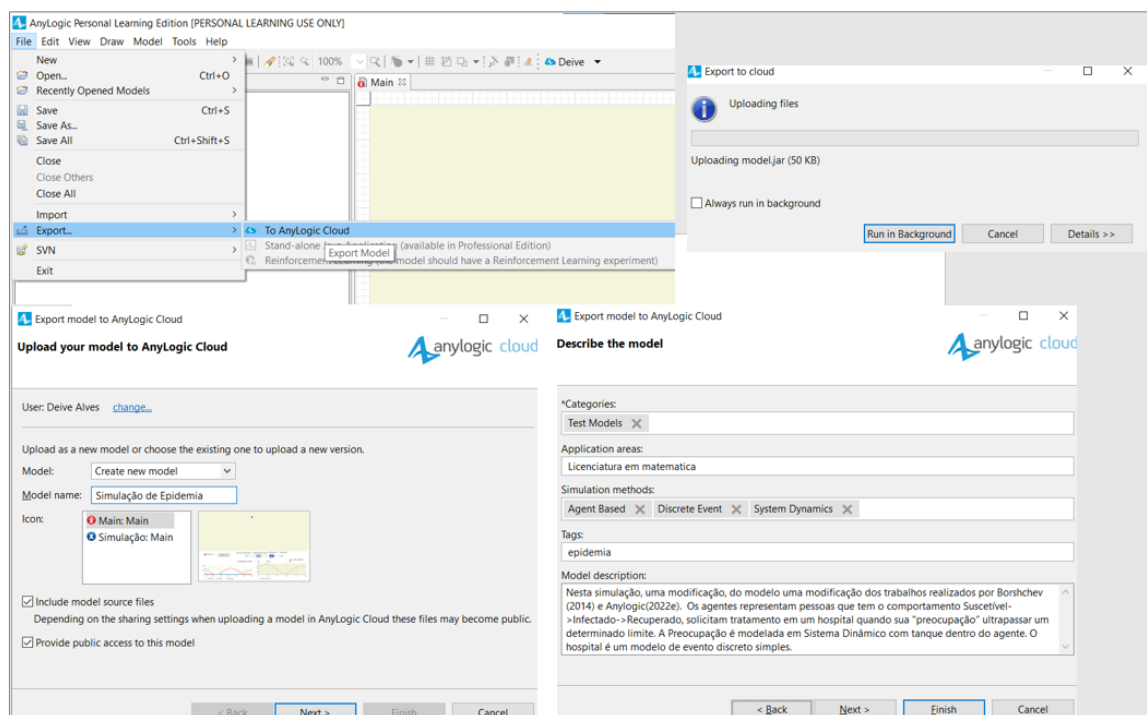 AnyLogic Personal Learning Edition [PERSONAL LEARNING USE ONLY]
File Edit View Draw Model Tools Help
100% Deive
New
Open... Ctrl+O
Recently Opened Models
Save Ctrl+S
Save As...
Save All Ctrl+Shift+S
Close
Close Others
Close All
Import
Export...
SVN
Exit
Main
To AnyLogic Cloud
Stand-alone (available in Professional Edition)
Export Model
Reinforcement model should have a Reinforcement Learning experiment)
Export to cloud
Uploading files
Uploading model.jar (50 KB)
Always run in background
Run in Background Cancel Details >>
Export model to AnyLogic Cloud
Upload your model to AnyLogic Cloud
anylogic cloud
User: Deive Alves change...
Upload as a new model or choose the existing one to upload a new version.
Model: Create new model
Model name: Simulação de Epidemia
Icon: Main: Main
Simulação: Main
Include model source files
Depending on the sharing settings when uploading a model in AnyLogic Cloud these files may become public.
Provide public access to this model
< Back Next > Finish Cancel
Export model to AnyLogic Cloud
Describe the model
anylogic cloud
*Categories:
Test Models
Application areas:
Licenciatura em matematica
Simulation methods:
Agent Based Discrete Event System Dynamics
Tags:
epidemia
Model description:
Nesta simulação, uma modificação, do modelo uma modificação dos trabalhos realizados por Borshchev
(2014) e Anylogic(2022e). Os agentes representam pessoas que tem o comportamento Suscetível-
>Infectado->Recuperado, solicitam tratamento em um hospital quando sua "preocupação" ultrapassar um
determinado limite. A Preocupação é modelada em Sistema Dinâmico com tanque dentro do agente. O
hospital é um modelo de evento discreto simples.
< Back Next > Finish Cancel